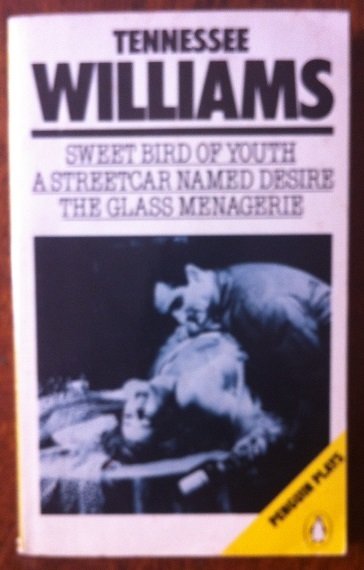 TENNESSEE
WILLIAMS
SWEET BIRD OF YOUTH
A STREETCAR NAMED DESIRE
THE GLASS MENAGERIE
PENGUIN PLAYS